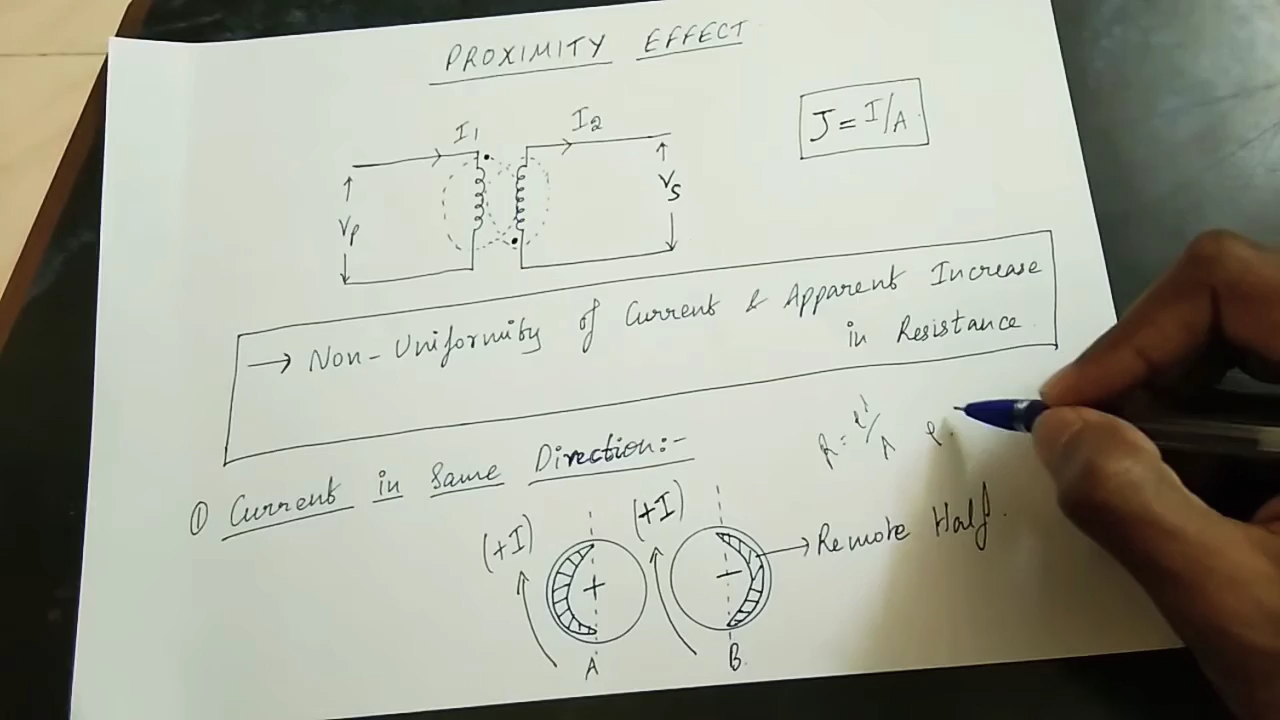 PROXIMITY EFFECT
J = I/A
I1
I2
VP
VS
→ Non-Uniformity of Current & Apparent Increase
in Resistance
① Current in Same Direction:-
R = ρl/A ρ.
(+I)
(+I)
+
–
→ Remote Half.
A
B